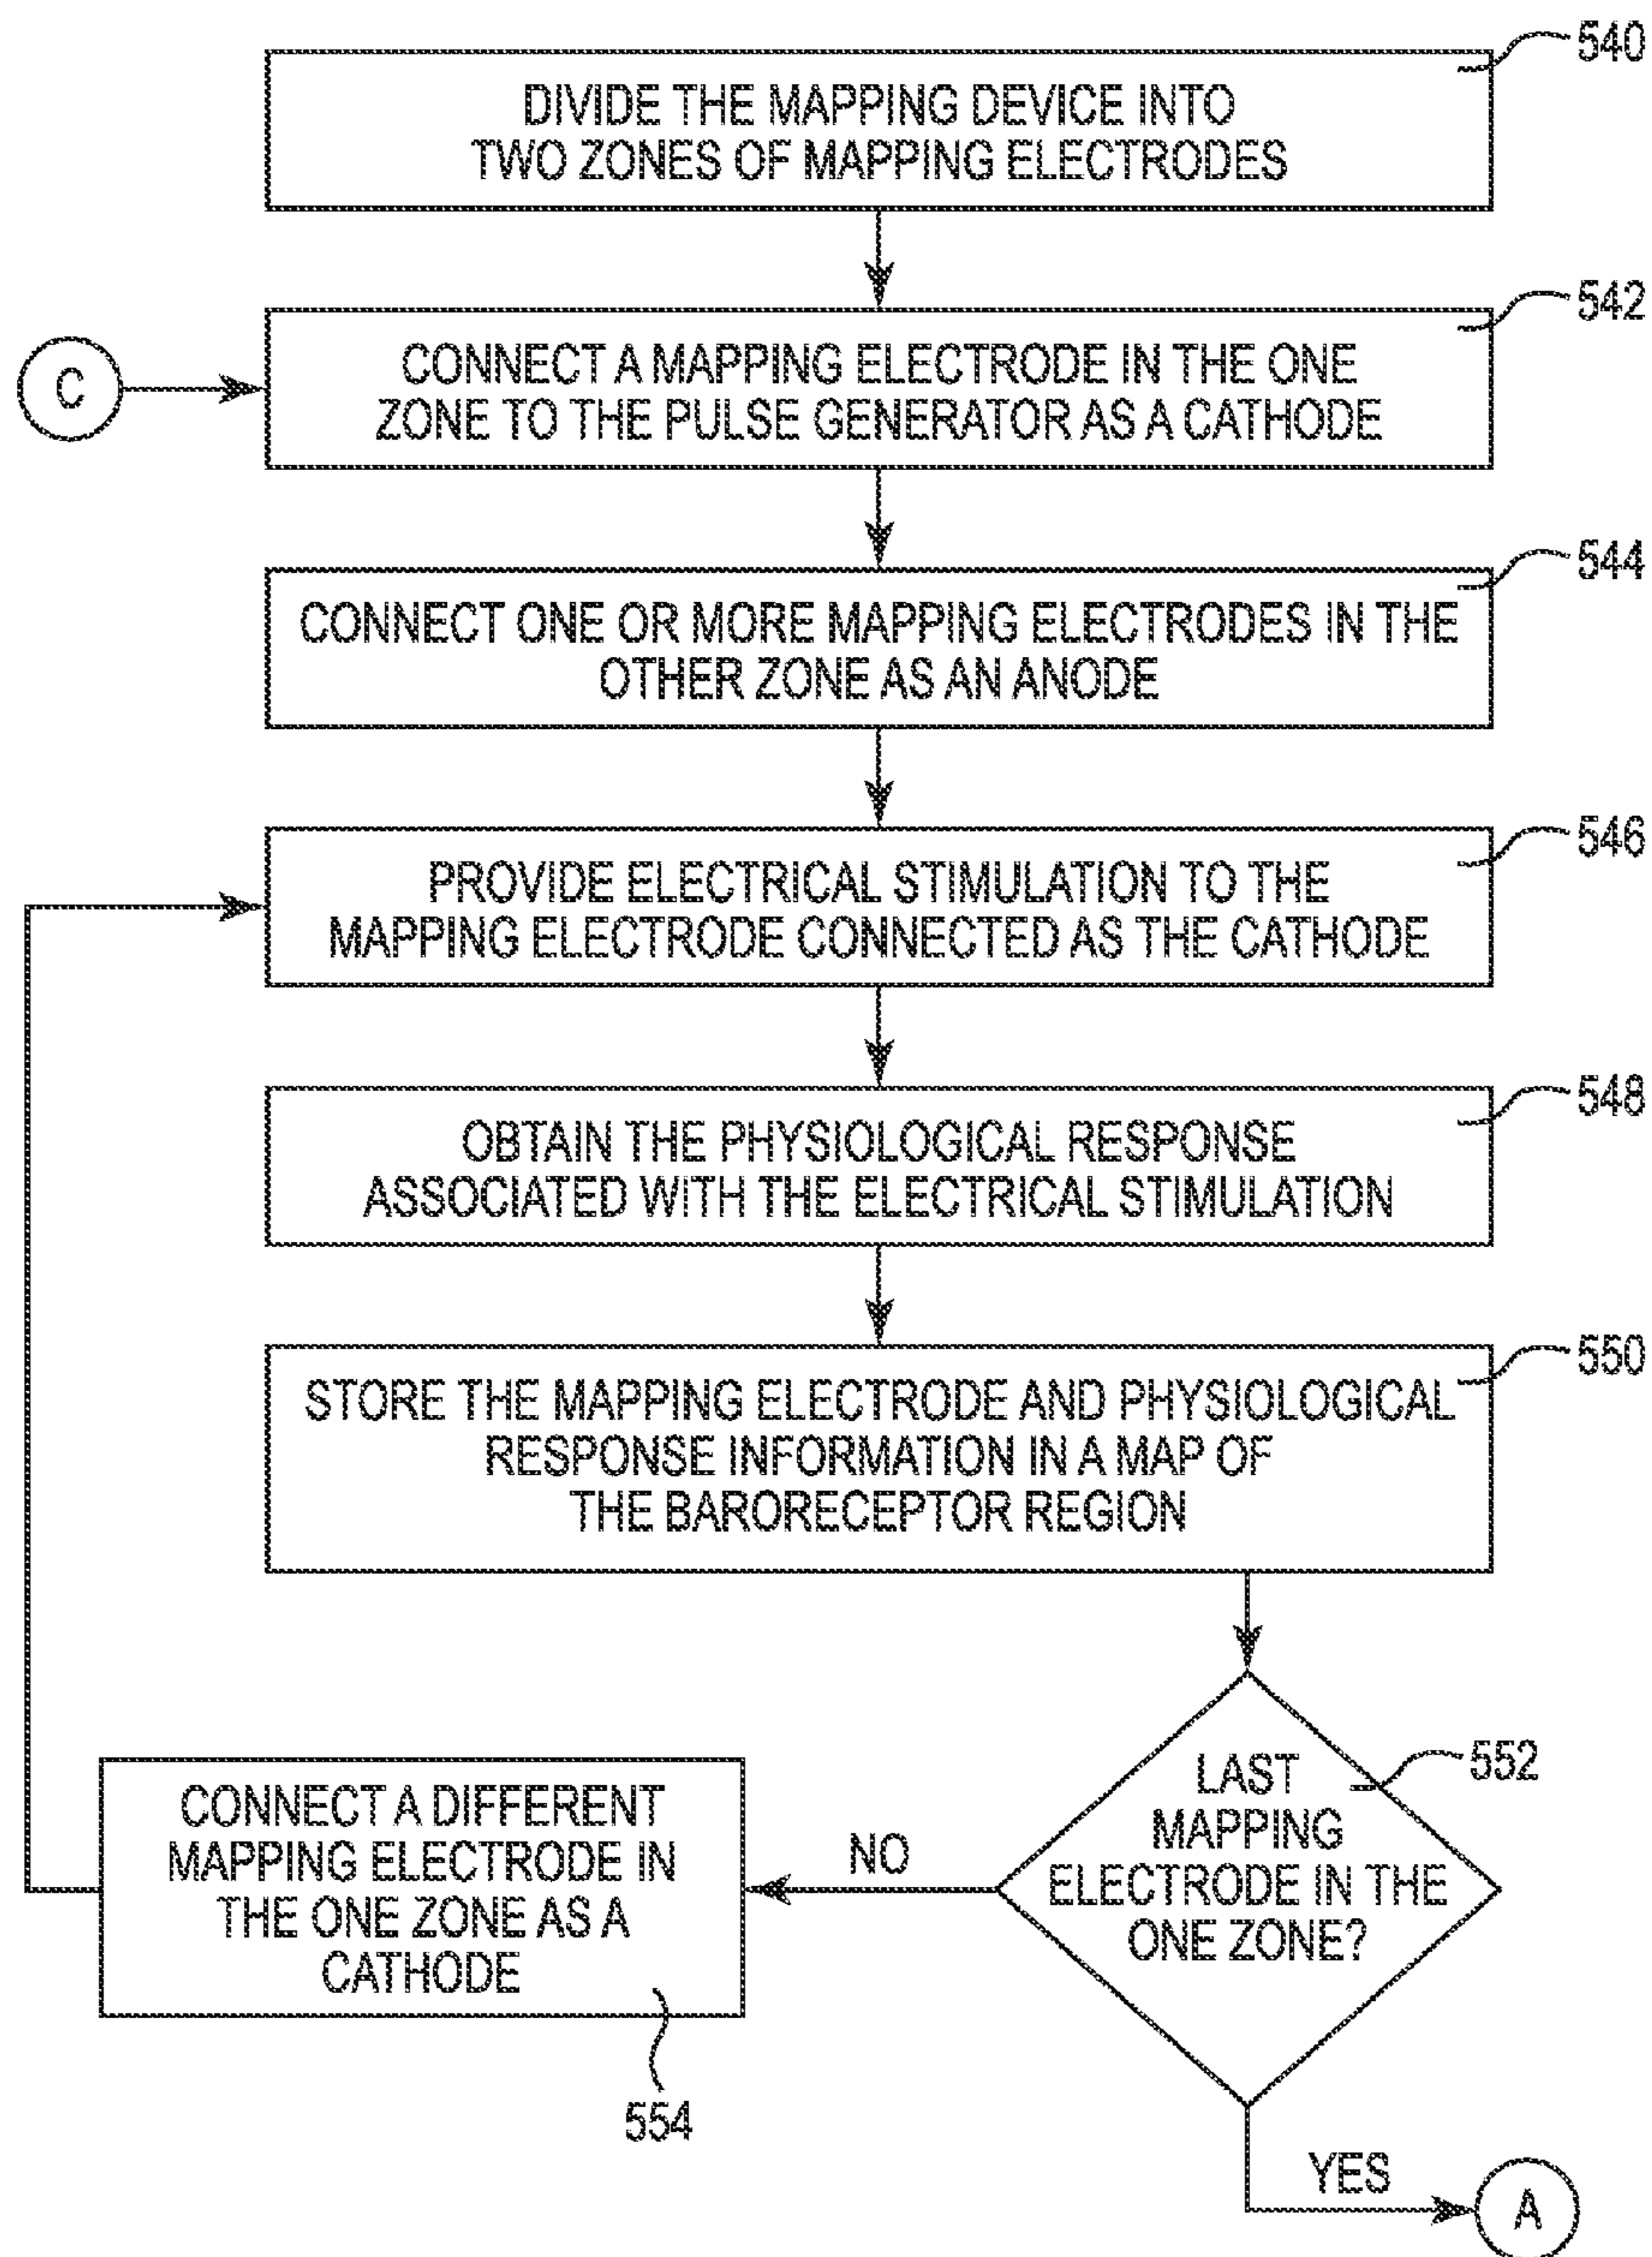 540
DIVIDE THE MAPPING DEVICE INTO
TWO ZONES OF MAPPING ELECTRODES
542
C
CONNECT A MAPPING ELECTRODE IN THE ONE
ZONE TO THE PULSE GENERATOR AS A CATHODE
544
CONNECT ONE OR MORE MAPPING ELECTRODES IN THE
OTHER ZONE AS AN ANODE
546
PROVIDE ELECTRICAL STIMULATION TO THE
MAPPING ELECTRODE CONNECTED AS THE CATHODE
548
OBTAIN THE PHYSIOLOGICAL RESPONSE
ASSOCIATED WITH THE ELECTRICAL STIMULATION
550
STORE THE MAPPING ELECTRODE AND PHYSIOLOGICAL
RESPONSE INFORMATION IN A MAP OF
THE BARORECEPTOR REGION
552
LAST
MAPPING
ELECTRODE IN THE
ONE ZONE?
NO
CONNECT A DIFFERENT
MAPPING ELECTRODE IN
THE ONE ZONE AS A
CATHODE
554
YES
A